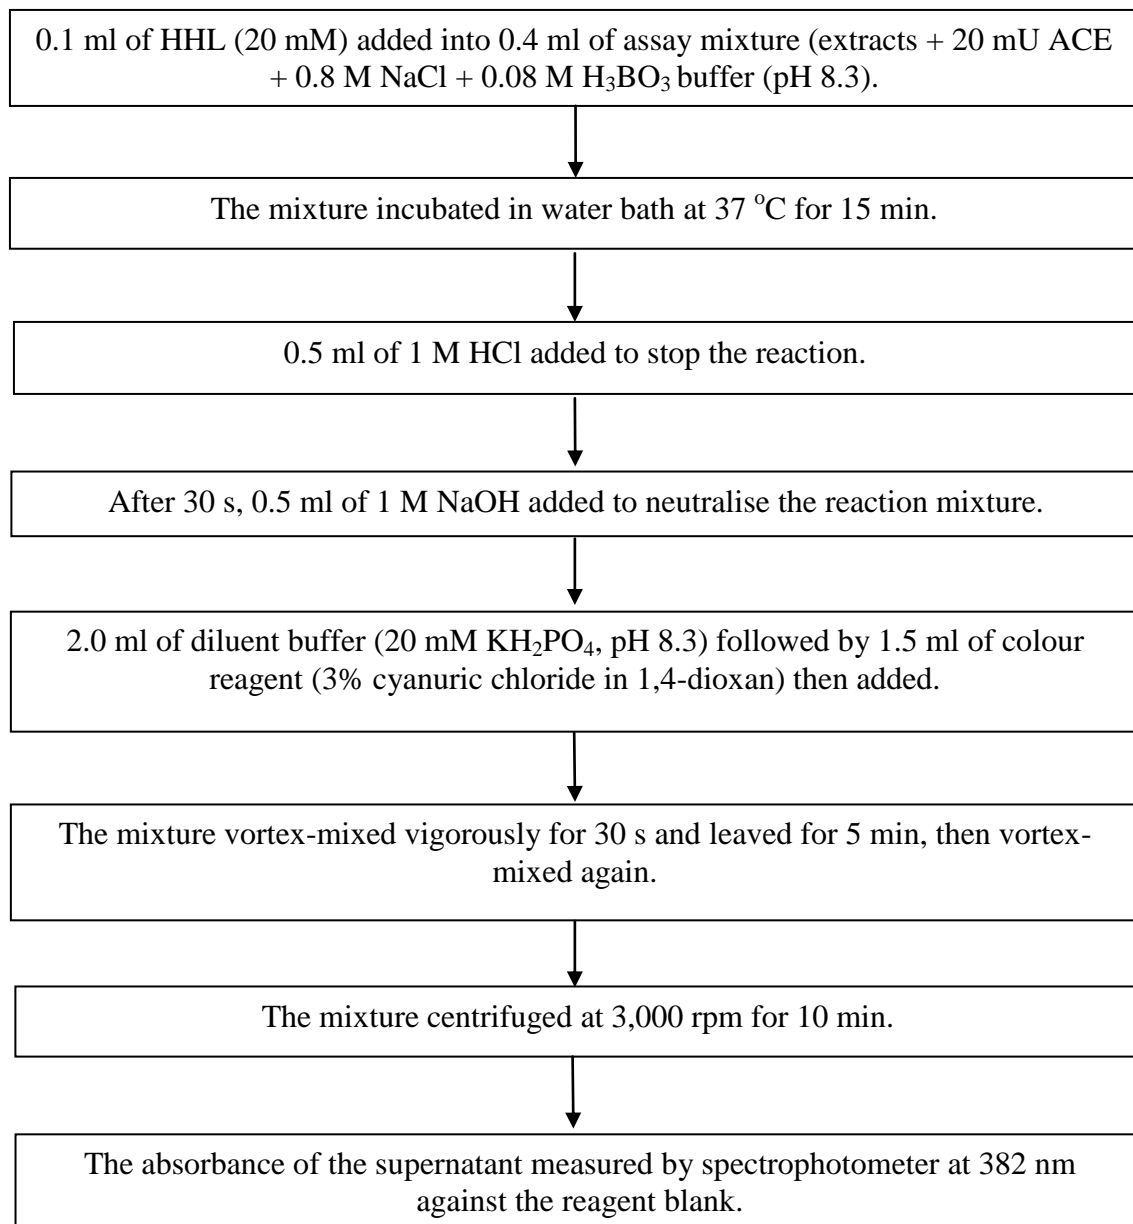 0.1 ml of HHL (20 mM) added into 0.4 ml of assay mixture (extracts + 20 mU ACE
+ 0.8 M NaCl + 0.08 M H₃BO₃ buffer (pH 8.3).
The mixture incubated in water bath at 37 °C for 15 min.
0.5 ml of 1 M HCl added to stop the reaction.
After 30 s, 0.5 ml of 1 M NaOH added to neutralise the reaction mixture.
2.0 ml of diluent buffer (20 mM KH₂PO₄, pH 8.3) followed by 1.5 ml of colour
reagent (3% cyanuric chloride in 1,4-dioxan) then added.
The mixture vortex-mixed vigorously for 30 s and leaved for 5 min, then vortex-
mixed again.
The mixture centrifuged at 3,000 rpm for 10 min.
The absorbance of the supernatant measured by spectrophotometer at 382 nm
against the reagent blank.